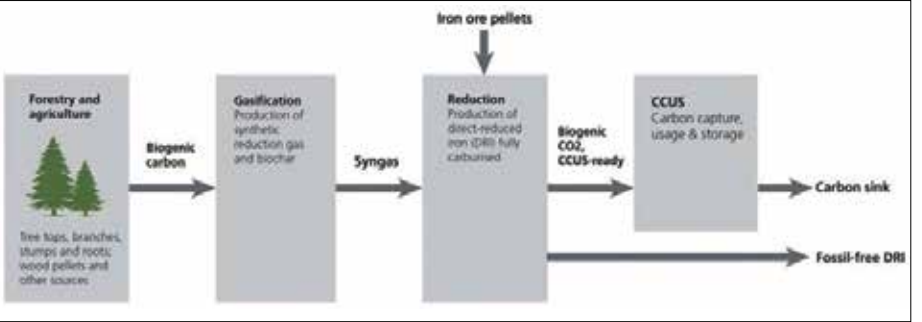 Iron ore pellets
Forestry and
agriculture
Tree tops, branches,
stumps and roots;
wood pellets and
other sources
Biogenic
carbon
Gasification
Production of
synthetic
reduction gas
and biochar
Syngas
Reduction
Production of
direct-reduced
iron (DRI) fully
carburised
Biogenic
CO2,
CCUS-ready
CCUS
Carbon capture,
usage & storage
Carbon sink
Fossil-free DRI